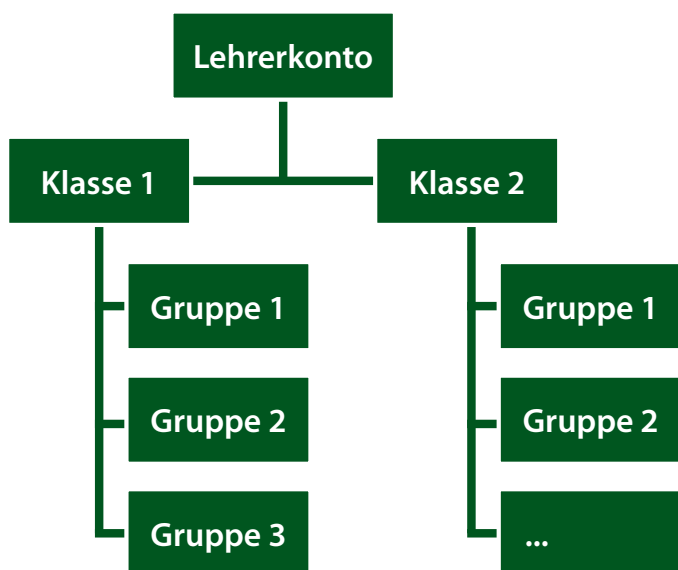 Lehrerkonto
Klasse 1
Klasse 2
Gruppe 1
Gruppe 2
Gruppe 3
Gruppe 1
Gruppe 2
...